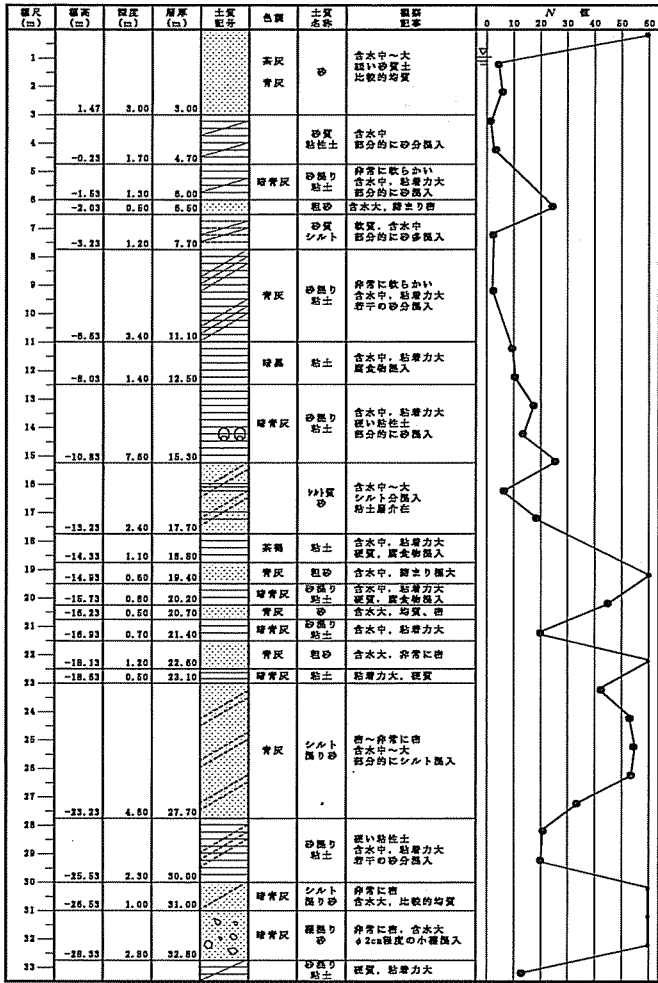 標尺 (m) 標高 (m) 深度 (m) 層厚 (m) 土質記号 色調 土質名称 観察記事 N 値
0 10 20 30 40 50 60
1.47 3.00 3.00 茶灰 青灰 砂 含水中～大 緩い砂質土 比較的均質
-0.23 1.70 4.70 砂質粘性土 含水中 部分的に砂分混入
-1.53 1.30 6.00 暗青灰 砂混り粘土 非常に軟らかい 含水中，粘着力大 部分的に砂混入
-2.03 0.50 6.50 粗砂 含水大，締まり密
-3.23 1.20 7.70 砂質シルト 軟質，含水中 部分的に砂多混入
-6.63 3.40 11.10 青灰 砂混り粘土 非常に軟らかい 含水中，粘着力大 若干の砂分混入
-8.03 1.40 12.50 暗黒 粘土 含水中，粘着力大 腐食物混入
-10.83 7.80 15.30 暗青灰 砂混り粘土 含水中，粘着力大 硬い粘性土 部分的に砂混入
-13.23 2.40 17.70 シルト質砂 含水中～大 シルト分混入 粘土層介在
-14.33 1.10 18.80 茶褐 粘土 含水中，粘着力大 硬質，腐食物混入
-14.93 0.60 19.40 青灰 粗砂 含水中，締まり極大
-15.73 0.80 20.20 暗青灰 砂混り粘土 含水中，粘着力大 硬質，腐食物混入
-16.23 0.50 20.70 青灰 砂 含水大，均質、密
-16.93 0.70 21.40 暗青灰 砂混り粘土 含水中，粘着力大
-18.13 1.20 22.60 青灰 粗砂 含水大，非常に密
-18.63 0.50 23.10 暗青灰 粘土 粘着力大，硬質
-23.23 4.60 27.70 青灰 シルト混り砂 密～非常に密 含水中～大 部分的にシルト混入
-25.53 2.30 30.00 砂混り粘土 硬い粘性土 含水中，粘着力大 若干の砂分混入
-26.53 1.00 31.00 暗青灰 シルト混り砂 非常に密 含水大，比較的均質
-28.33 2.80 32.80 暗青灰 礫混り砂 非常に密，含水大 φ2cm程度の小礫混入
砂混り粘土 硬質，粘着力大
1
2
3
4
5
6
7
8
9
10
11
12
13
14
15
16
17
18
19
20
21
22
23
24
25
26
27
28
29
30
31
32
33